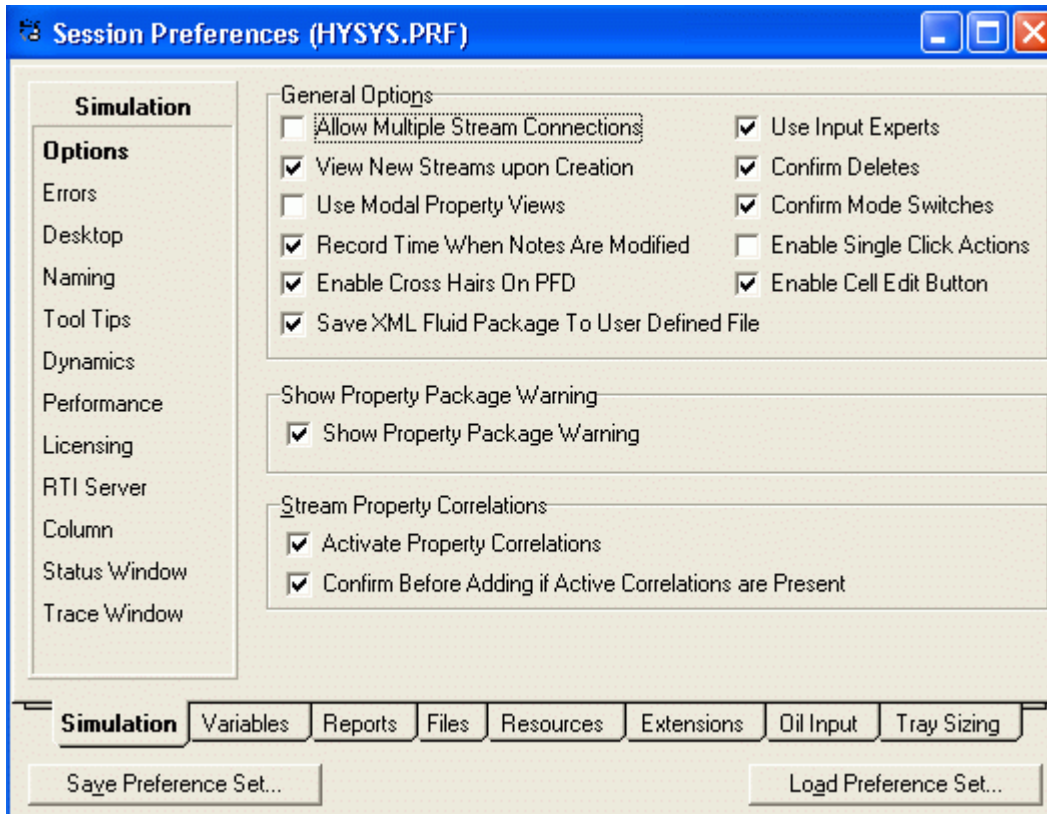 Session Preferences (HYSYS.PRF)
Simulation
Options
Errors
Desktop
Naming
Tool Tips
Dynamics
Performance
Licensing
RTI Server
Column
Status Window
Trace Window
General Options
Allow Multiple Stream Connections
View New Streams upon Creation
Use Modal Property Views
Record Time When Notes Are Modified
Enable Cross Hairs On PFD
Save XML Fluid Package To User Defined File
Use Input Experts
Confirm Deletes
Confirm Mode Switches
Enable Single Click Actions
Enable Cell Edit Button
Show Property Package Warning
Show Property Package Warning
Stream Property Correlations
Activate Property Correlations
Confirm Before Adding if Active Correlations are Present
Simulation Variables Reports Files Resources Extensions Oil Input Tray Sizing
Save Preference Set... Load Preference Set...